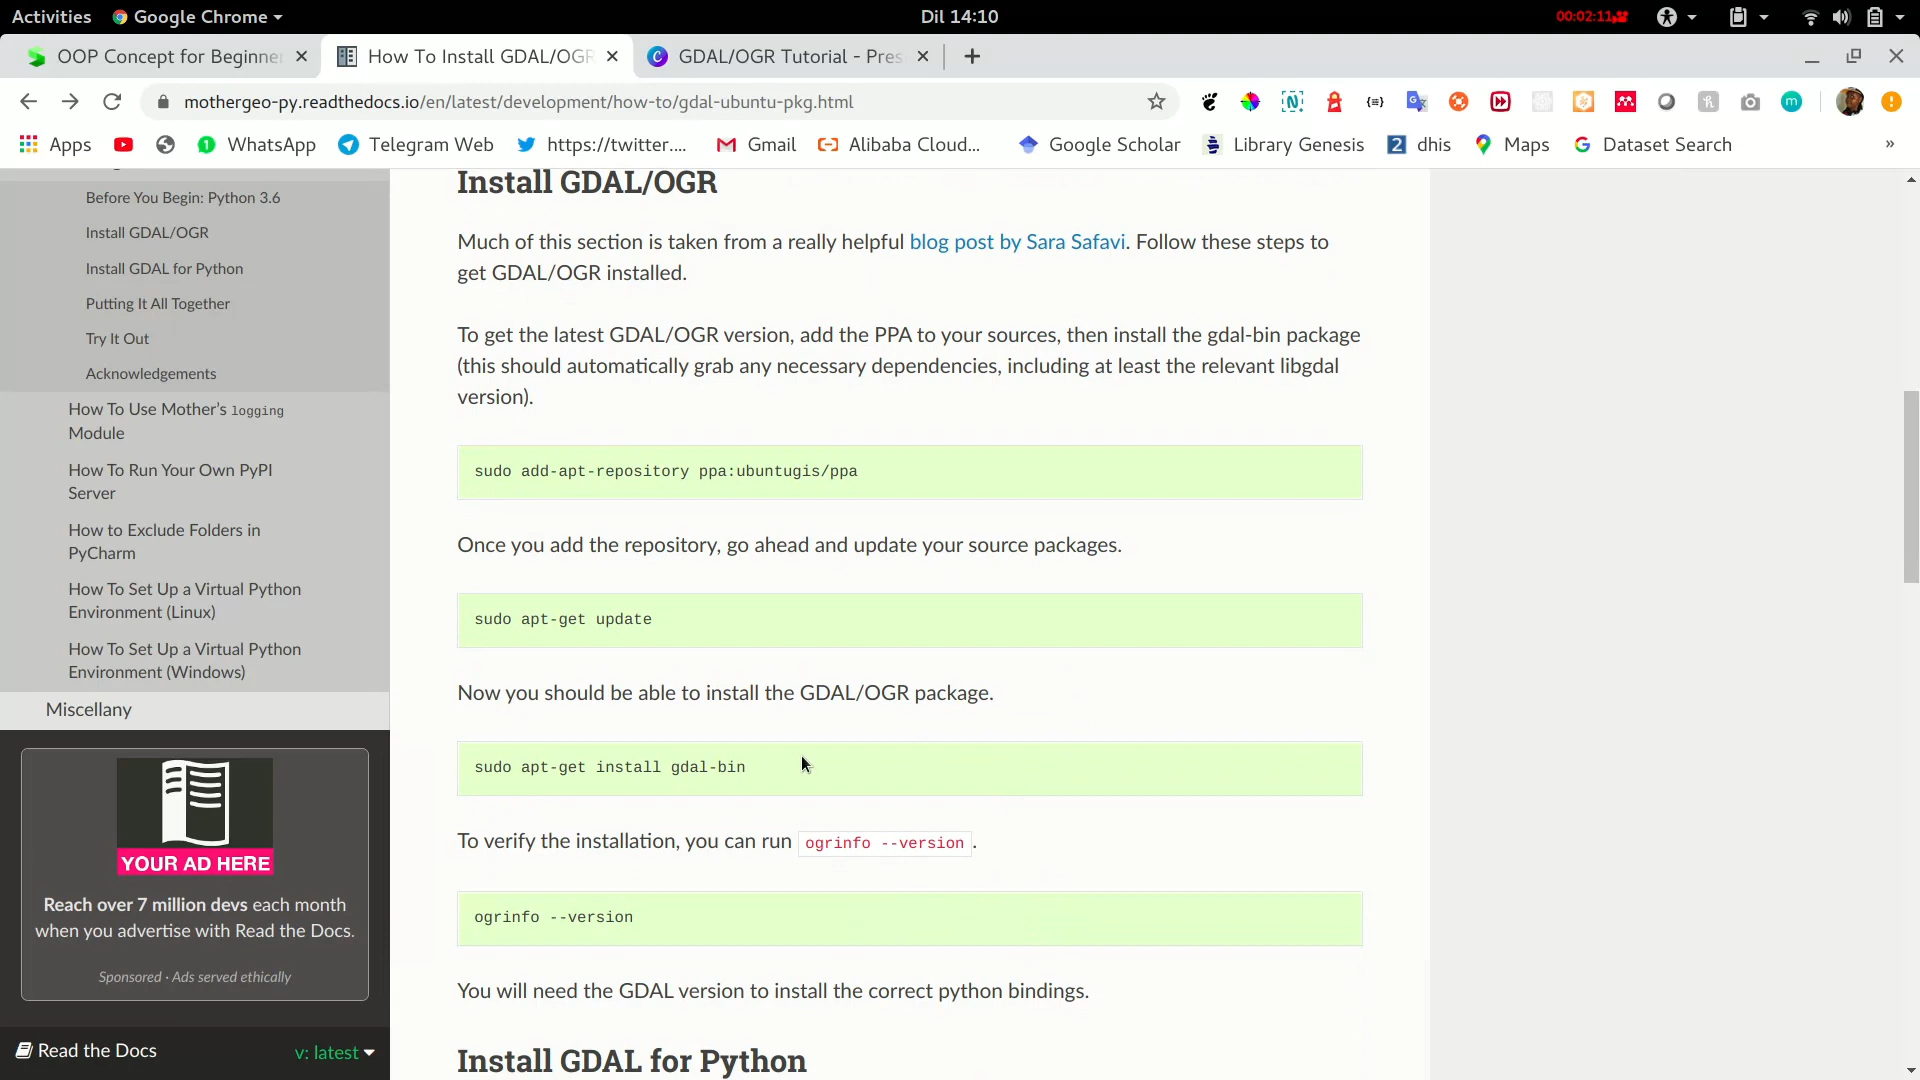 Activities Google Chrome Dil 14:10 00:02:11
OOP Concept for Beginner How To Install GDAL/OGR GDAL/OGR Tutorial - Pres
mothergeo-py.readthedocs.io/en/latest/development/how-to/gdal-ubuntu-pkg.html
Apps WhatsApp Telegram Web https://twitter.... Gmail Alibaba Cloud... Google Scholar Library Genesis 2 dhis Maps Dataset Search »
Before You Begin: Python 3.6
Install GDAL/OGR
Install GDAL for Python
Putting It All Together
Try It Out
Acknowledgements
How To Use Mother's logging
Module
How To Run Your Own PyPI
Server
How to Exclude Folders in
PyCharm
How To Set Up a Virtual Python
Environment (Linux)
How To Set Up a Virtual Python
Environment (Windows)
Miscellany
YOUR AD HERE
Reach over 7 million devs each month
when you advertise with Read the Docs.
Sponsored · Ads served ethically
Read the Docs v: latest
Install GDAL/OGR
Much of this section is taken from a really helpful blog post by Sara Safavi. Follow these steps to
get GDAL/OGR installed.
To get the latest GDAL/OGR version, add the PPA to your sources, then install the gdal-bin package
(this should automatically grab any necessary dependencies, including at least the relevant libgdal
version).
sudo add-apt-repository ppa:ubuntugis/ppa
Once you add the repository, go ahead and update your source packages.
sudo apt-get update
Now you should be able to install the GDAL/OGR package.
sudo apt-get install gdal-bin
To verify the installation, you can run ogrinfo --version.
ogrinfo --version
You will need the GDAL version to install the correct python bindings.
Install GDAL for Python